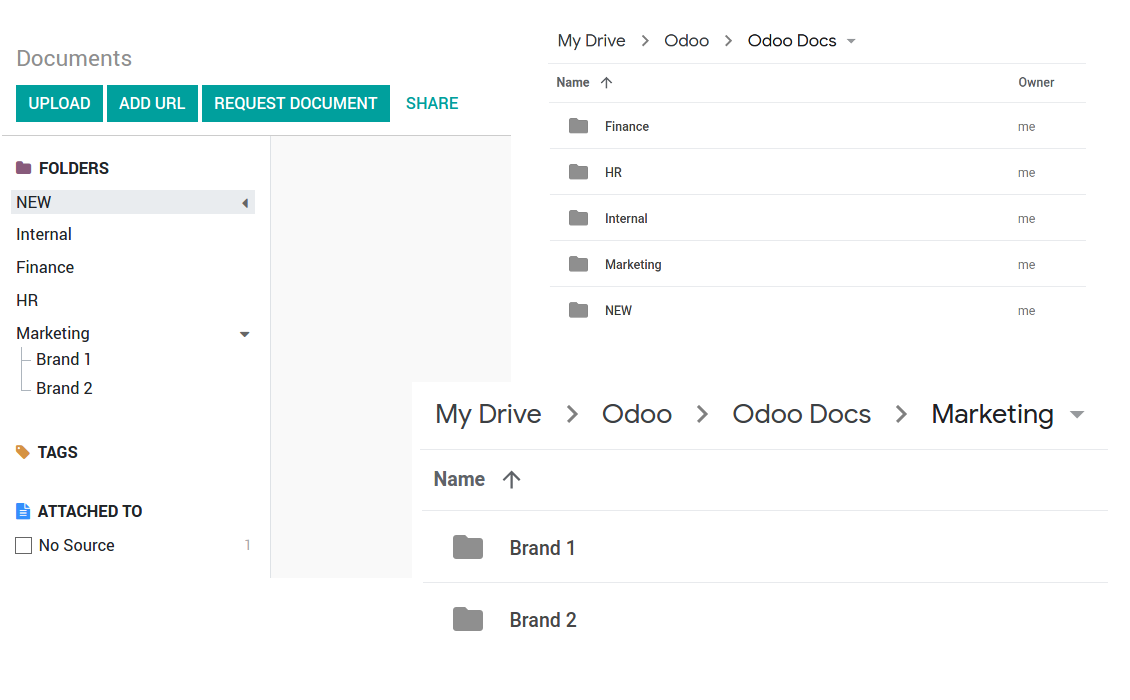 Documents
UPLOAD ADD URL REQUEST DOCUMENT SHARE
FOLDERS
NEW
Internal
Finance
HR
Marketing
Brand 1
Brand 2
TAGS
ATTACHED TO
No Source 1
My Drive > Odoo > Odoo Docs
Name Owner
Finance me
HR me
Internal me
Marketing me
NEW me
My Drive > Odoo > Odoo Docs > Marketing
Name
Brand 1
Brand 2